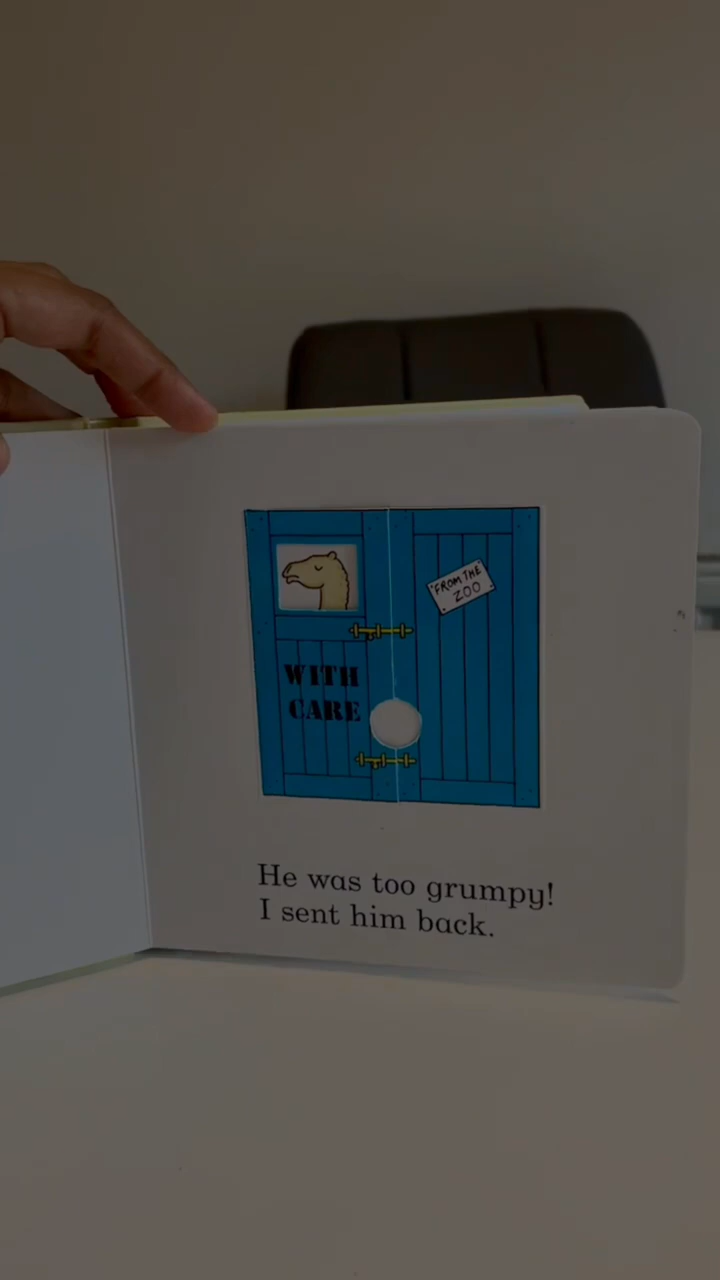 "FROM THE
ZOO
WITH
CARE
He was too grumpy!
I sent him back.